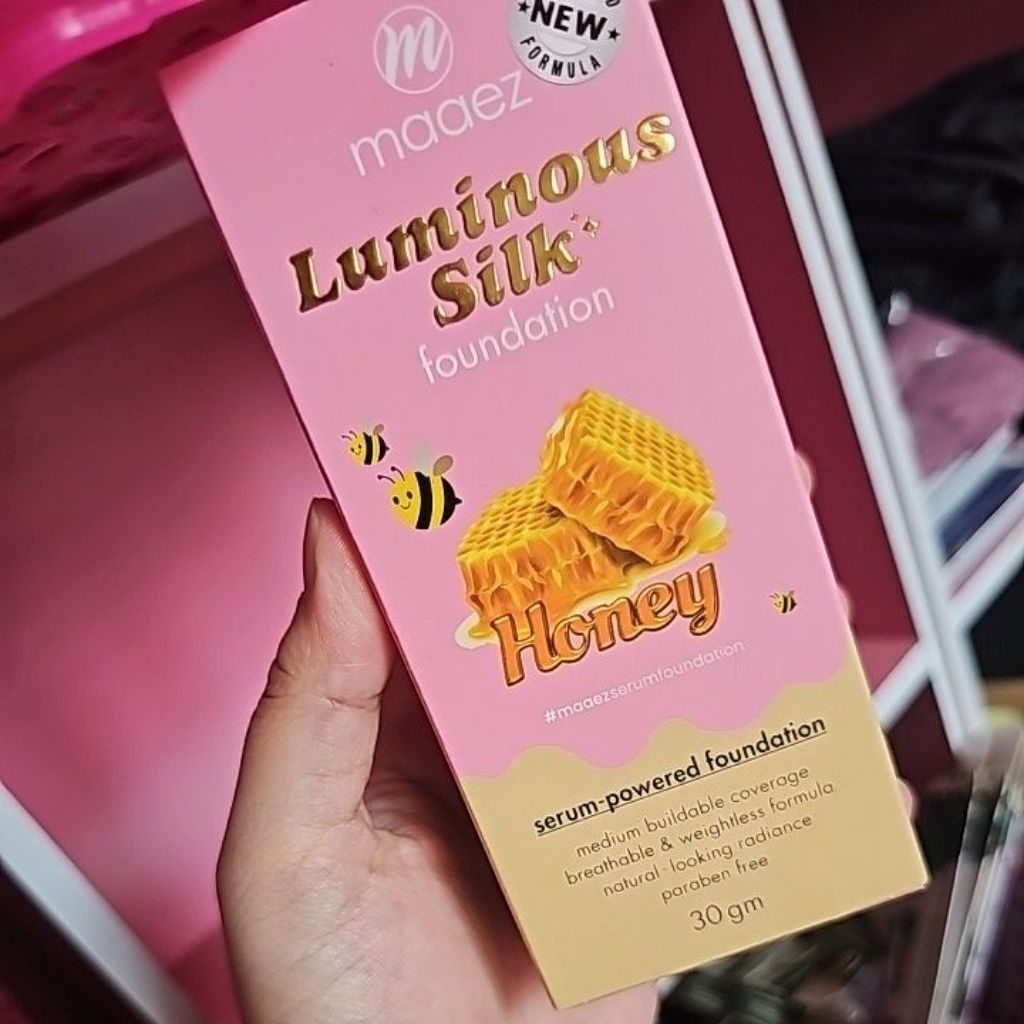 m
maaez
NEW
FORMULA
Luminous
Silk
foundation
Honey
#maaezserumfoundation
serum-powered foundation
medium buildable coverage
breathable & weightless formula
natural-looking radiance
paraben free
30 gm